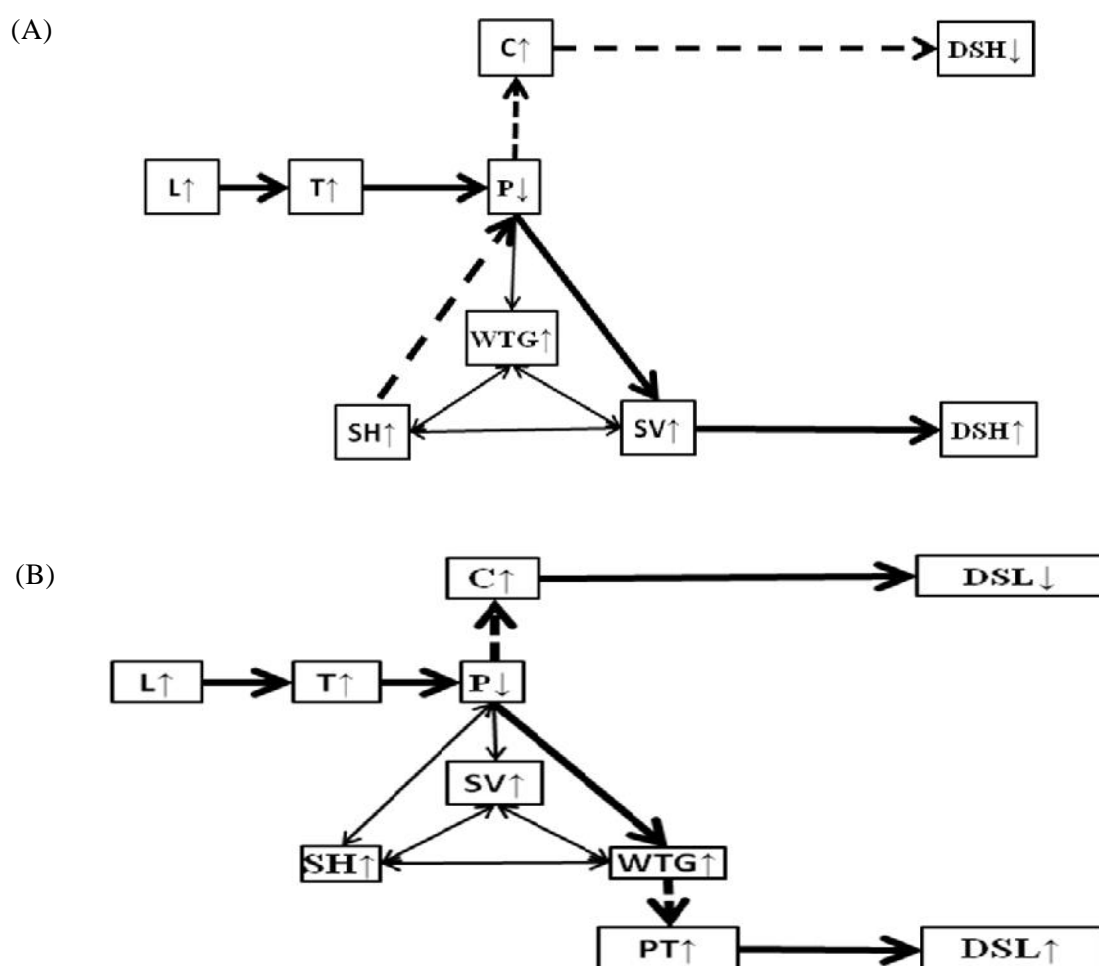 (A)
C↑
DSH↓
L↑
T↑
P↓
WTG↑
SH↑
SV↑
DSH↑
(B)
C↑
DSL↓
L↑
T↑
P↓
SV↑
SH↑
WTG↑
PT↑
DSL↑